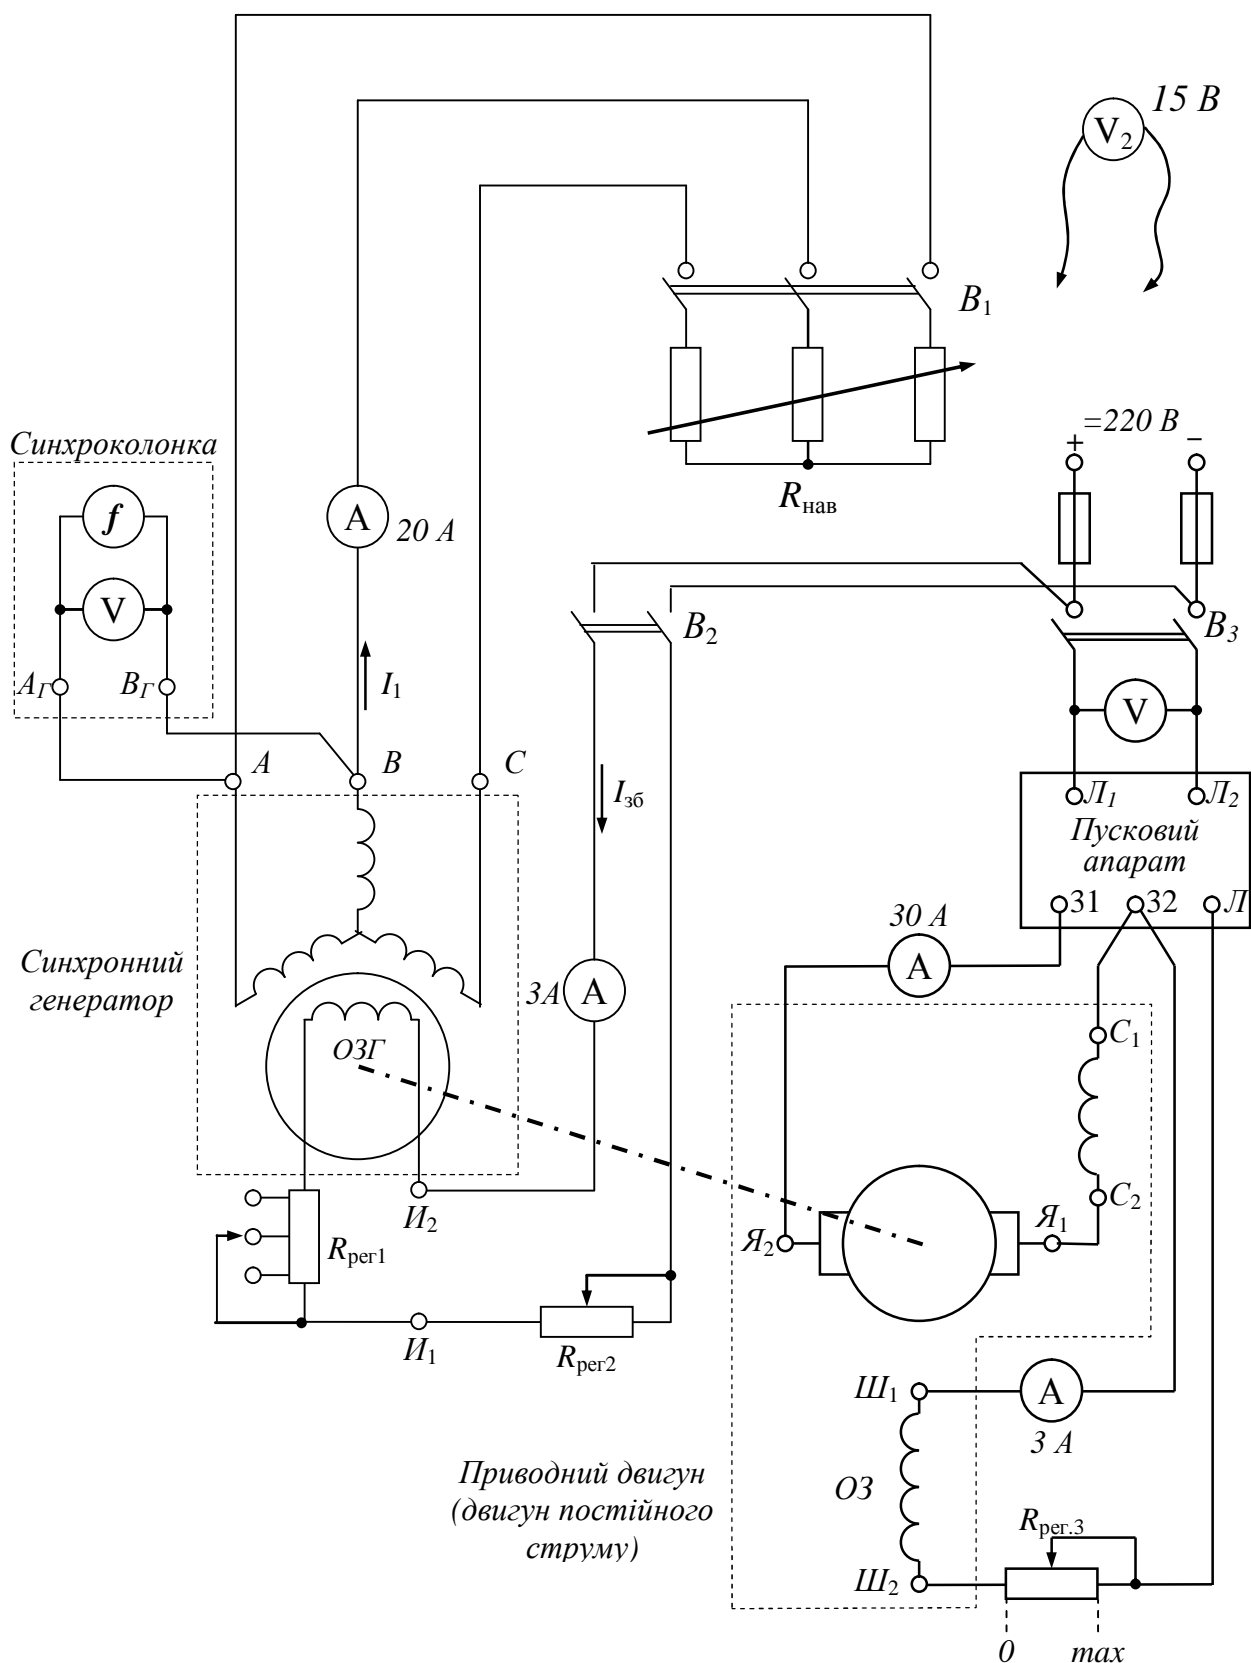 15 В
V2
В1
=220 В
+
–
Синхроколонка
f
A
20 А
Rнав
V
В2
В3
АГ
ВГ
I1
V
А
В
С
Iзб
Л1
Л2
Пусковий
апарат
З1
З2
Л
30 А
Синхронний
генератор
A
3А
A
С1
ОЗГ
С2
И2
Я2
Я1
Rрег1
И1
Rрег2
Ш1
A
3 А
Приводний двигун
(двигун постійного
струму)
ОЗ
Rрег.3
Ш2
0
max